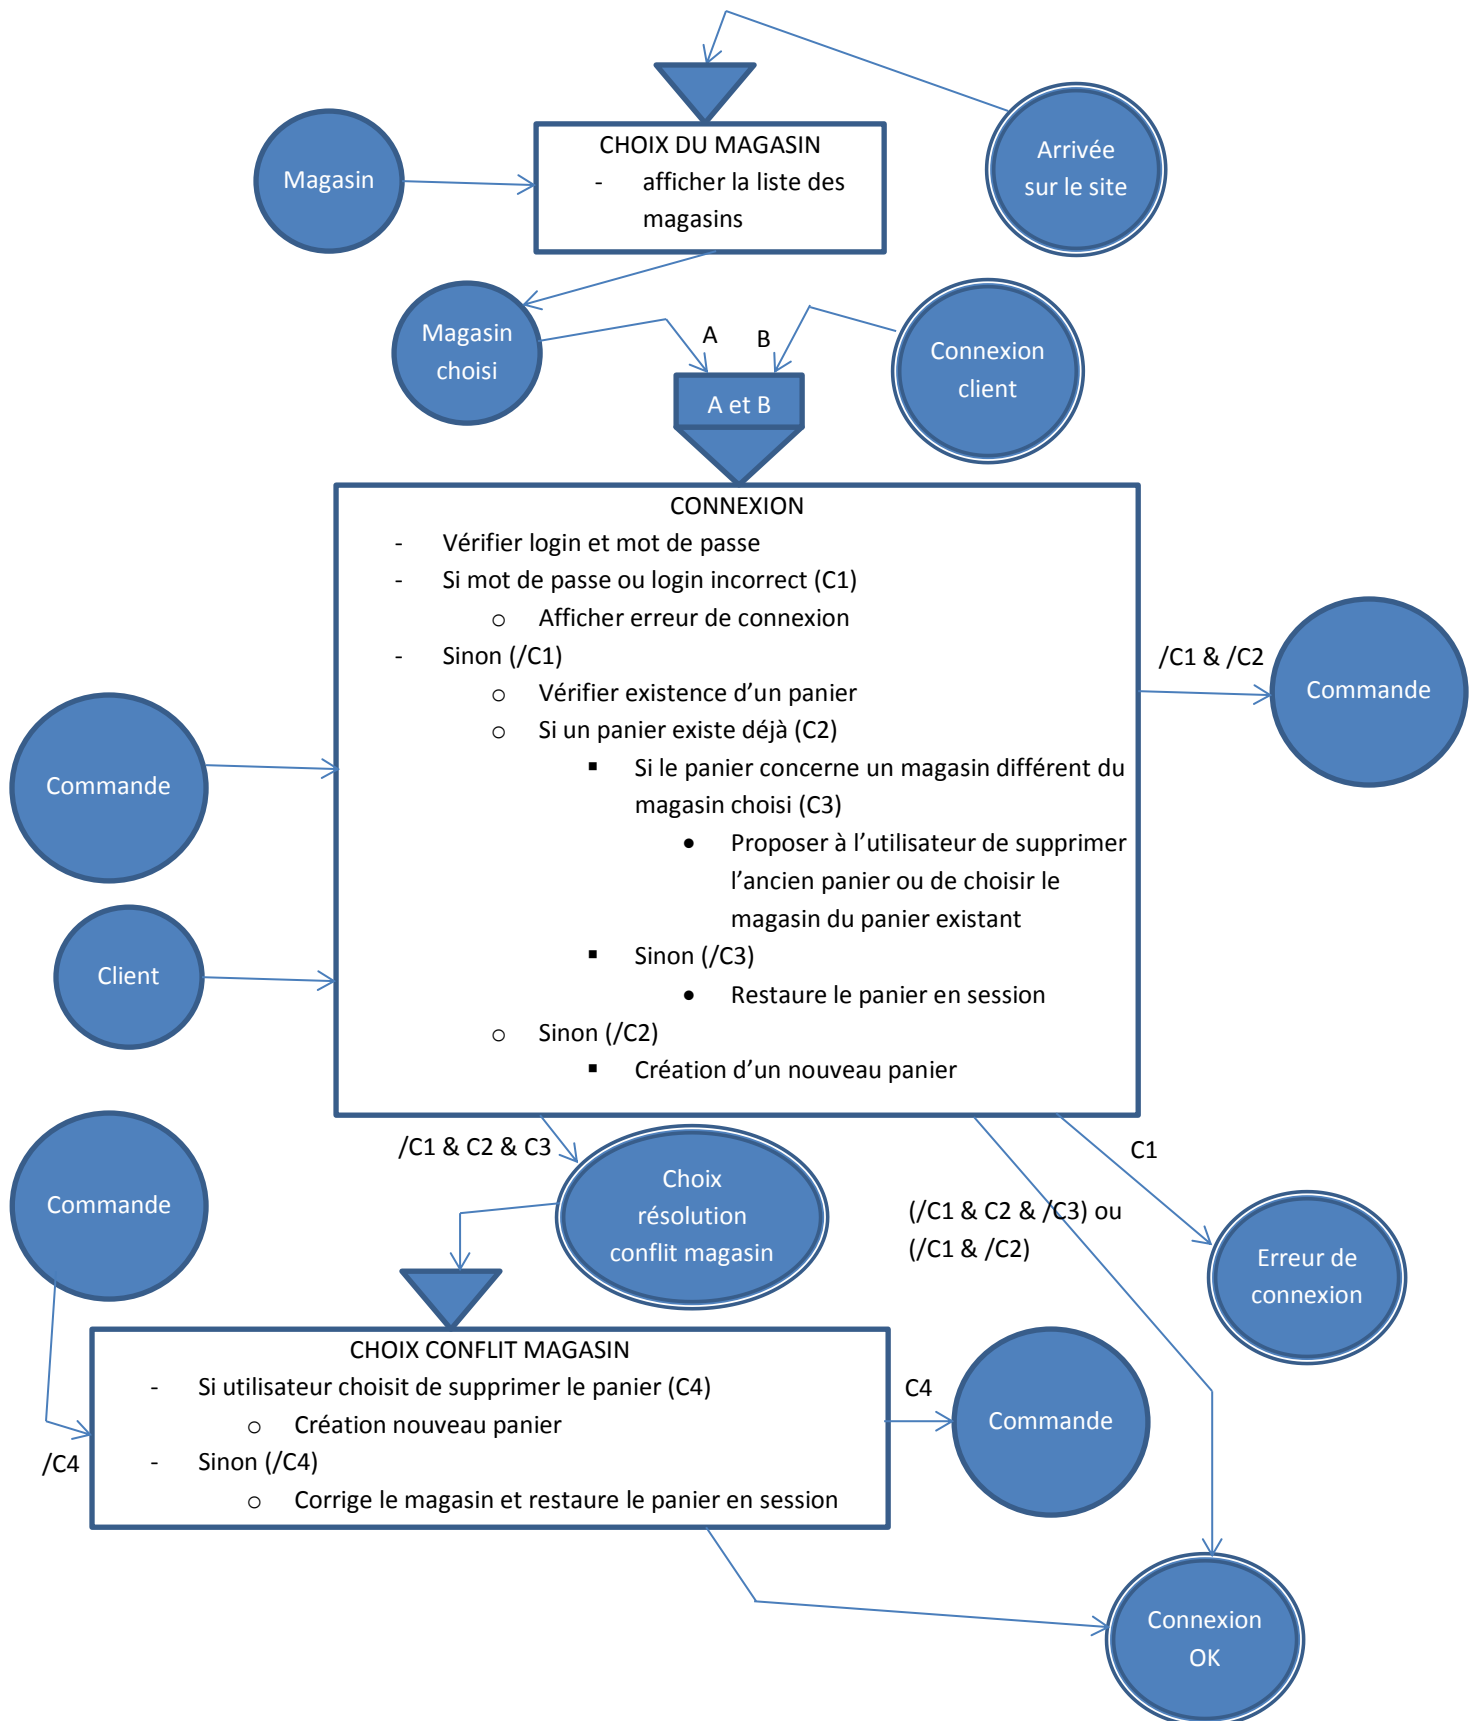 CHOIX DU MAGASIN
- afficher la liste des
magasins
Magasin
Arrivée
sur le site
Magasin
choisi
A
B
Connexion
client
A et B
CONNEXION
- Vérifier login et mot de passe
- Si mot de passe ou login incorrect (C1)
o Afficher erreur de connexion
- Sinon (/C1)
o Vérifier existence d’un panier
o Si un panier existe déjà (C2)
▪ Si le panier concerne un magasin différent du
magasin choisi (C3)
• Proposer à l’utilisateur de supprimer
l’ancien panier ou de choisir le
magasin du panier existant
▪ Sinon (/C3)
• Restaure le panier en session
o Sinon (/C2)
▪ Création d’un nouveau panier
/C1 & /C2
Commande
Commande
Client
/C1 & C2 & C3
Choix
résolution
conflit magasin
(/C1 & C2 & /C3) ou
(/C1 & /C2)
C1
Erreur de
connexion
Commande
/C4
CHOIX CONFLIT MAGASIN
- Si utilisateur choisit de supprimer le panier (C4)
o Création nouveau panier
- Sinon (/C4)
o Corrige le magasin et restaure le panier en session
C4
Commande
Connexion
OK